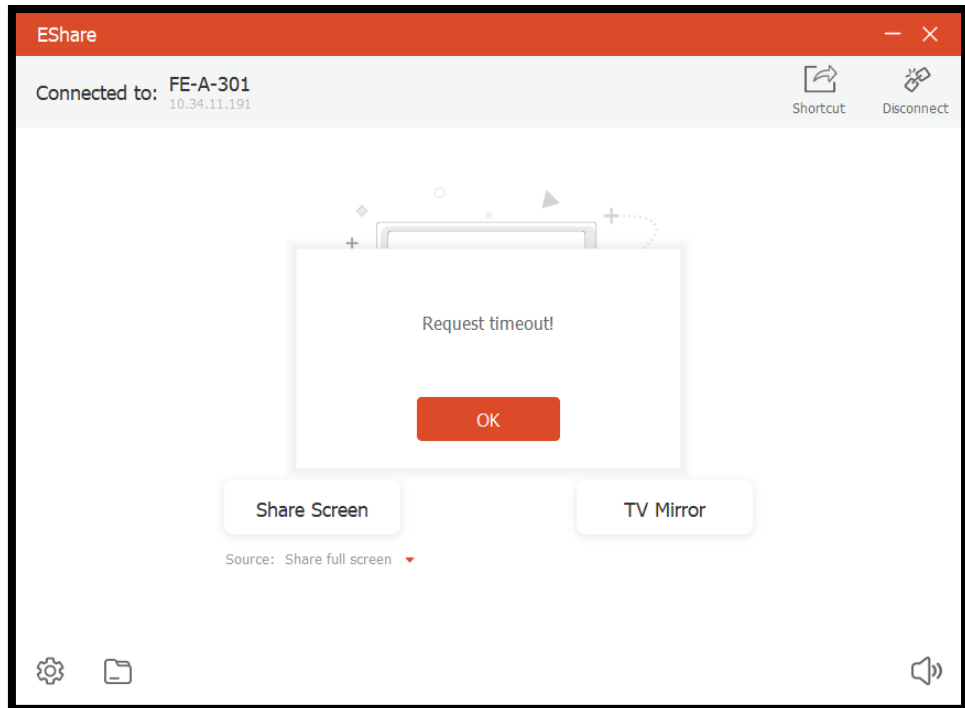 EShare
Connected to: FE-A-301
10.34.11.191
Shortcut
Disconnect
Request timeout!
OK
Share Screen
TV Mirror
Source: Share full screen